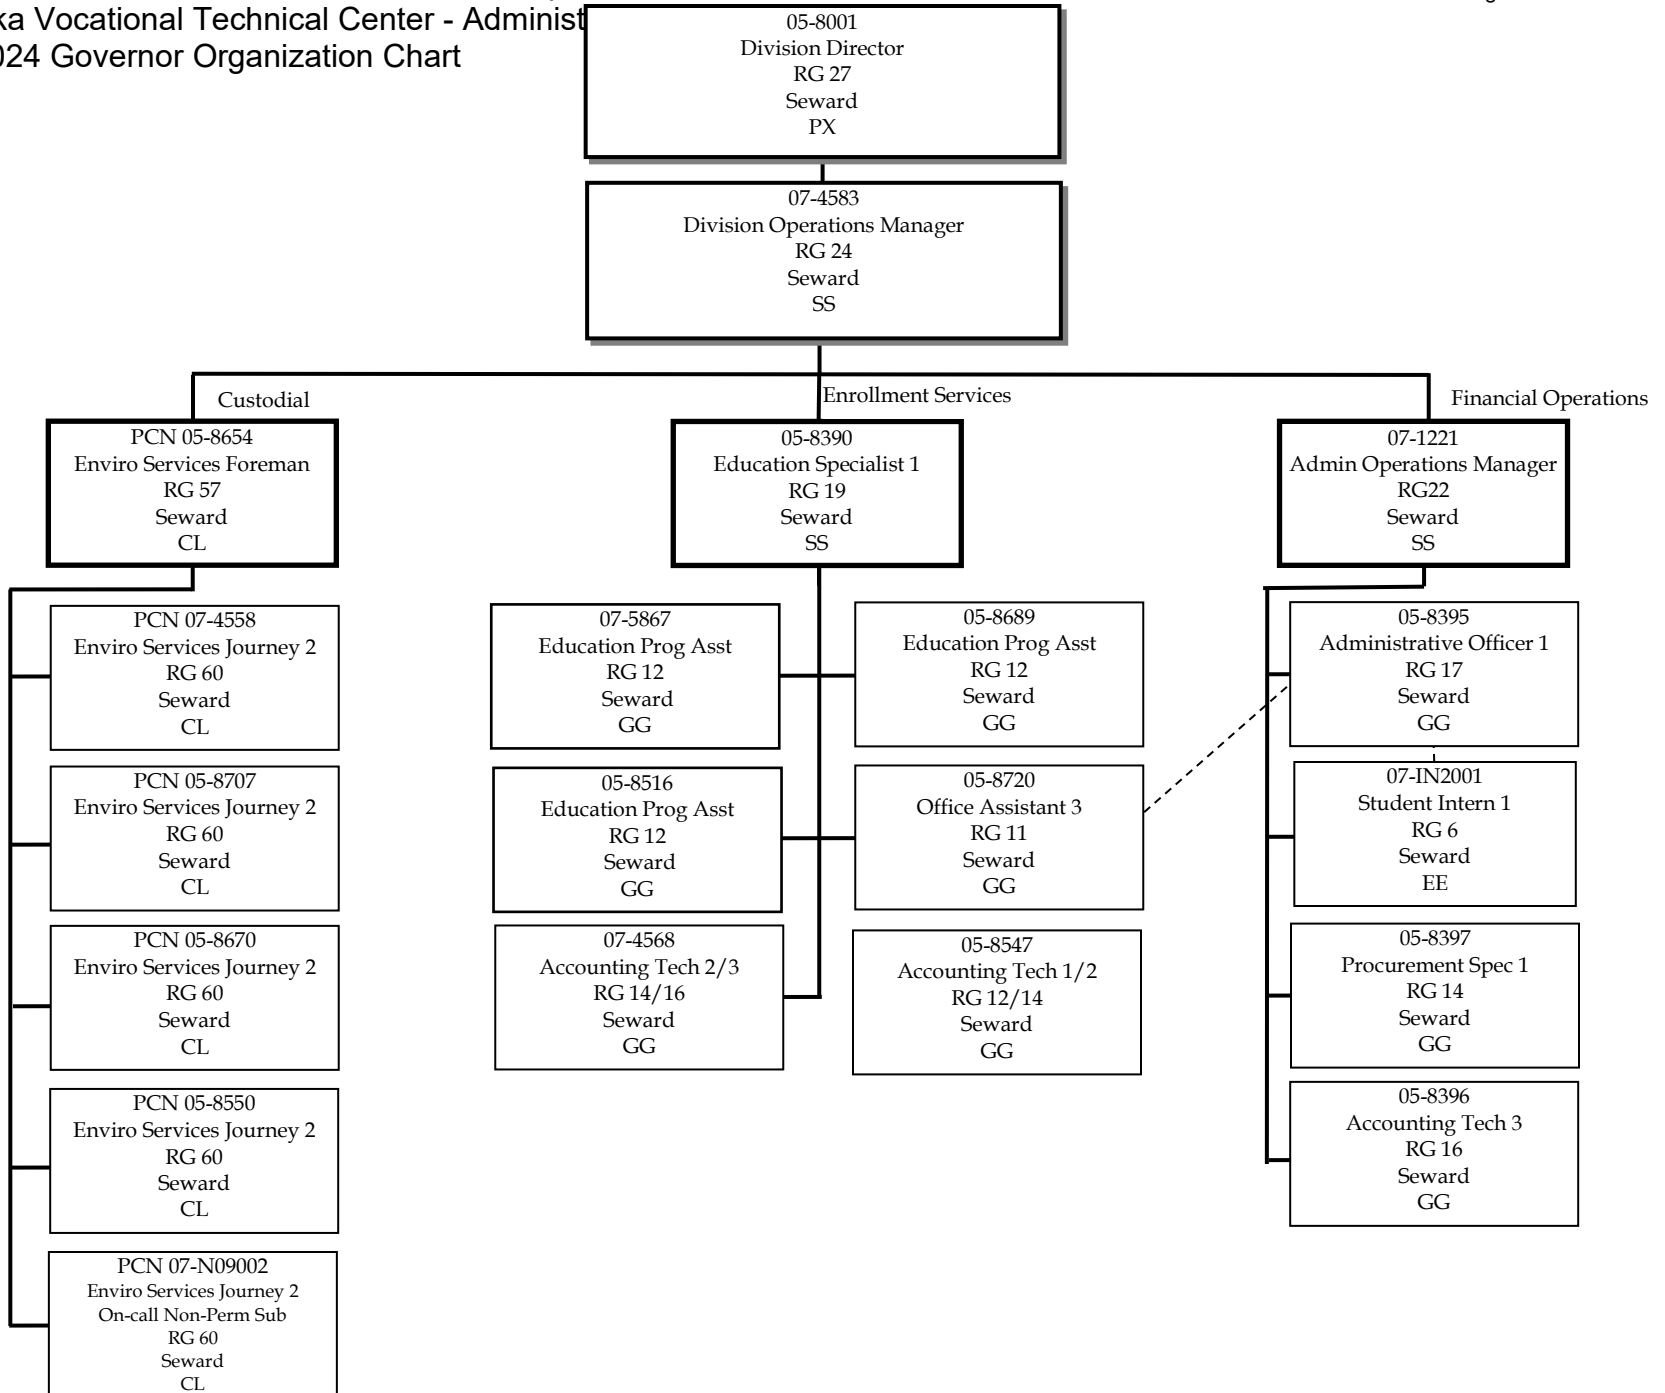 ka Vocational Technical Center - Administ
024 Governor Organization Chart
05-8001
Division Director
RG 27
Seward
PX
07-4583
Division Operations Manager
RG 24
Seward
SS
Custodial
Enrollment Services
Financial Operations
PCN 05-8654
Enviro Services Foreman
RG 57
Seward
CL
05-8390
Education Specialist 1
RG 19
Seward
SS
07-1221
Admin Operations Manager
RG22
Seward
SS
PCN 07-4558
Enviro Services Journey 2
RG 60
Seward
CL
PCN 05-8707
Enviro Services Journey 2
RG 60
Seward
CL
PCN 05-8670
Enviro Services Journey 2
RG 60
Seward
CL
PCN 05-8550
Enviro Services Journey 2
RG 60
Seward
CL
PCN 07-N09002
Enviro Services Journey 2
On-call Non-Perm Sub
RG 60
Seward
CL
07-5867
Education Prog Asst
RG 12
Seward
GG
05-8689
Education Prog Asst
RG 12
Seward
GG
05-8516
Education Prog Asst
RG 12
Seward
GG
05-8720
Office Assistant 3
RG 11
Seward
GG
07-4568
Accounting Tech 2/3
RG 14/16
Seward
GG
05-8547
Accounting Tech 1/2
RG 12/14
Seward
GG
05-8395
Administrative Officer 1
RG 17
Seward
GG
07-IN2001
Student Intern 1
RG 6
Seward
EE
05-8397
Procurement Spec 1
RG 14
Seward
GG
05-8396
Accounting Tech 3
RG 16
Seward
GG